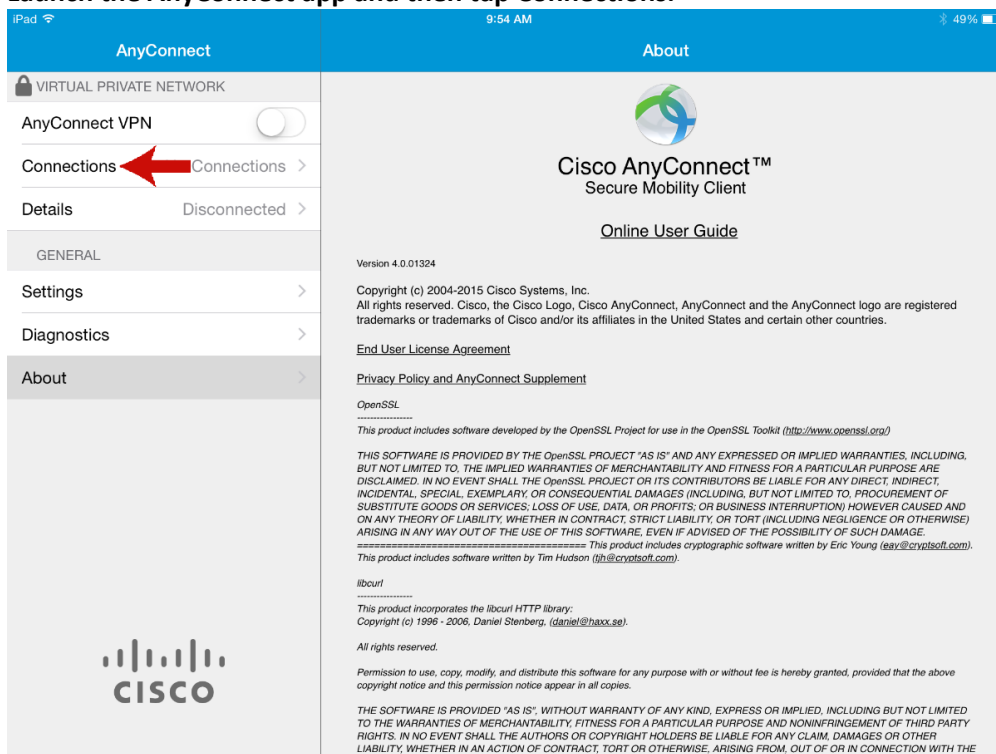 Launch the AnyConnect app and then tap Connections.
iPad 9:54 AM 49%
AnyConnect
VIRTUAL PRIVATE NETWORK
AnyConnect VPN
Connections Connections
Details Disconnected
GENERAL
Settings
Diagnostics
About
CISCO
About
Cisco AnyConnect™
Secure Mobility Client
Online User Guide
Version 4.0.01324
Copyright (c) 2004-2015 Cisco Systems, Inc.
All rights reserved. Cisco, the Cisco Logo, Cisco AnyConnect, AnyConnect and the AnyConnect logo are registered
trademarks or trademarks of Cisco and/or its affiliates in the United States and certain other countries.
End User License Agreement
Privacy Policy and AnyConnect Supplement
OpenSSL
-----------------
This product includes software developed by the OpenSSL Project for use in the OpenSSL Toolkit (http://www.openssl.org/)
THIS SOFTWARE IS PROVIDED BY THE OpenSSL PROJECT "AS IS" AND ANY EXPRESSED OR IMPLIED WARRANTIES, INCLUDING,
BUT NOT LIMITED TO, THE IMPLIED WARRANTIES OF MERCHANTABILITY AND FITNESS FOR A PARTICULAR PURPOSE ARE
DISCLAIMED. IN NO EVENT SHALL THE OpenSSL PROJECT OR ITS CONTRIBUTORS BE LIABLE FOR ANY DIRECT, INDIRECT,
INCIDENTAL, SPECIAL, EXEMPLARY, OR CONSEQUENTIAL DAMAGES (INCLUDING, BUT NOT LIMITED TO, PROCUREMENT OF
SUBSTITUTE GOODS OR SERVICES; LOSS OF USE, DATA, OR PROFITS; OR BUSINESS INTERRUPTION) HOWEVER CAUSED AND
ON ANY THEORY OF LIABILITY, WHETHER IN CONTRACT, STRICT LIABILITY, OR TORT (INCLUDING NEGLIGENCE OR OTHERWISE)
ARISING IN ANY WAY OUT OF THE USE OF THIS SOFTWARE, EVEN IF ADVISED OF THE POSSIBILITY OF SUCH DAMAGE.
======================================== This product includes cryptographic software written by Eric Young (eay@cryptsoft.com).
This product includes software written by Tim Hudson (tjh@cryptsoft.com).
libcurl
-----------------
This product incorporates the libcurl HTTP library:
Copyright (c) 1996 - 2006, Daniel Stenberg, (daniel@haxx.se).
All rights reserved.
Permission to use, copy, modify, and distribute this software for any purpose with or without fee is hereby granted, provided that the above
copyright notice and this permission notice appear in all copies.
THE SOFTWARE IS PROVIDED "AS IS", WITHOUT WARRANTY OF ANY KIND, EXPRESS OR IMPLIED, INCLUDING BUT NOT LIMITED
TO THE WARRANTIES OF MERCHANTABILITY, FITNESS FOR A PARTICULAR PURPOSE AND NONINFRINGEMENT OF THIRD PARTY
RIGHTS. IN NO EVENT SHALL THE AUTHORS OR COPYRIGHT HOLDERS BE LIABLE FOR ANY CLAIM, DAMAGES OR OTHER
LIABILITY, WHETHER IN AN ACTION OF CONTRACT, TORT OR OTHERWISE, ARISING FROM, OUT OF OR IN CONNECTION WITH THE